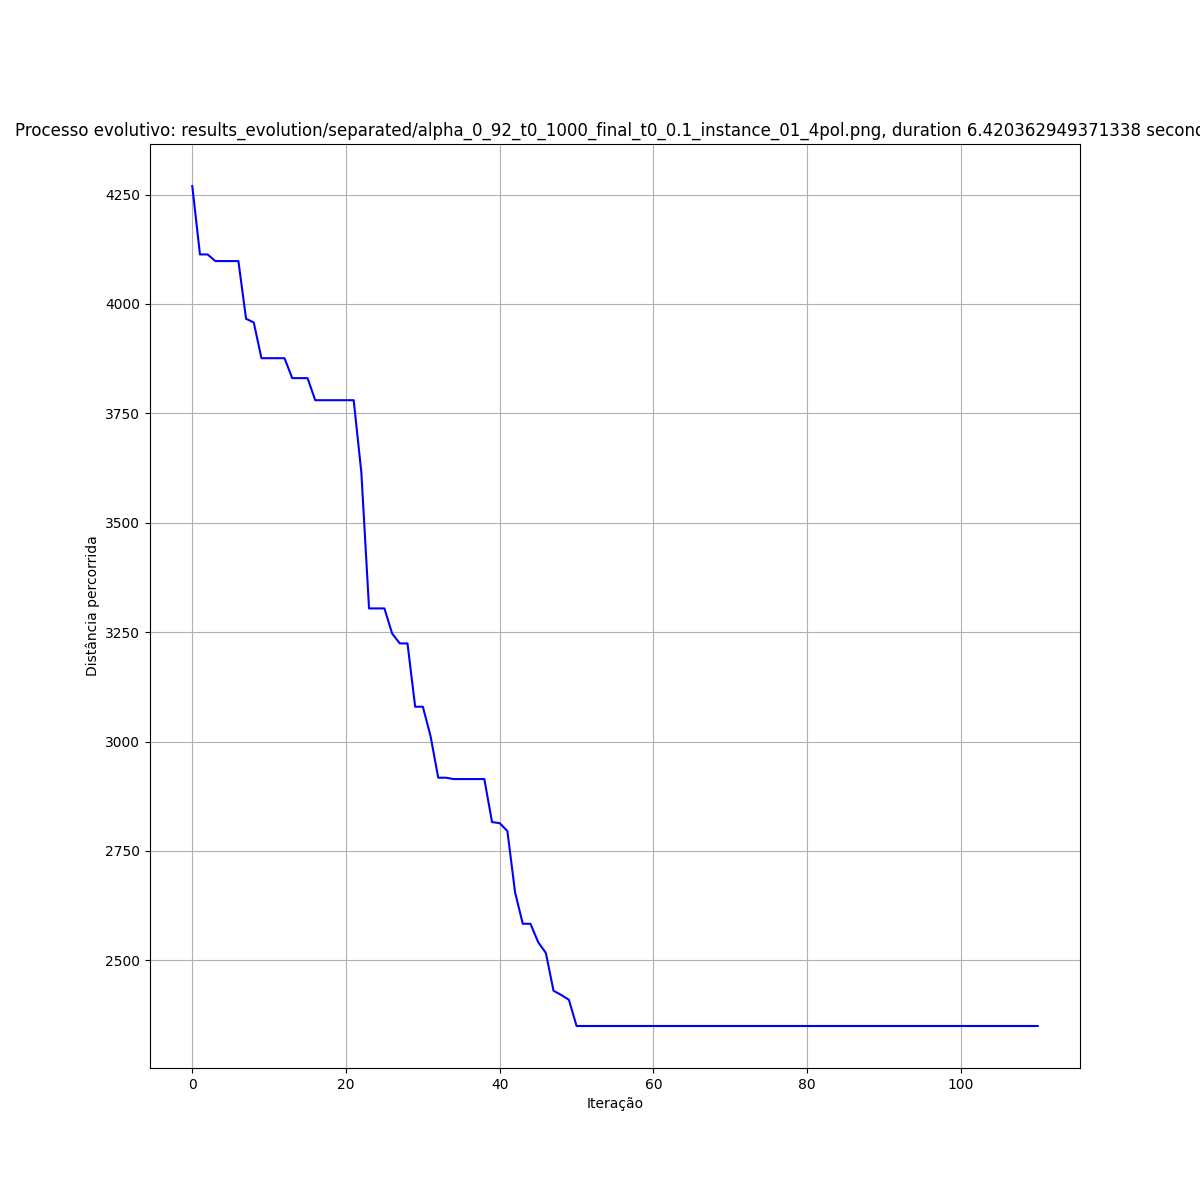 Processo evolutivo: results_evolution/separated/alpha_0_92_t0_1000_final_t0_0.1_instance_01_4pol.png, duration 6.420362949371338 secon
4250
4000
3750
3500
3250
3000
2750
2500
Distância percorrida
0 20 40 60 80 100
Iteração